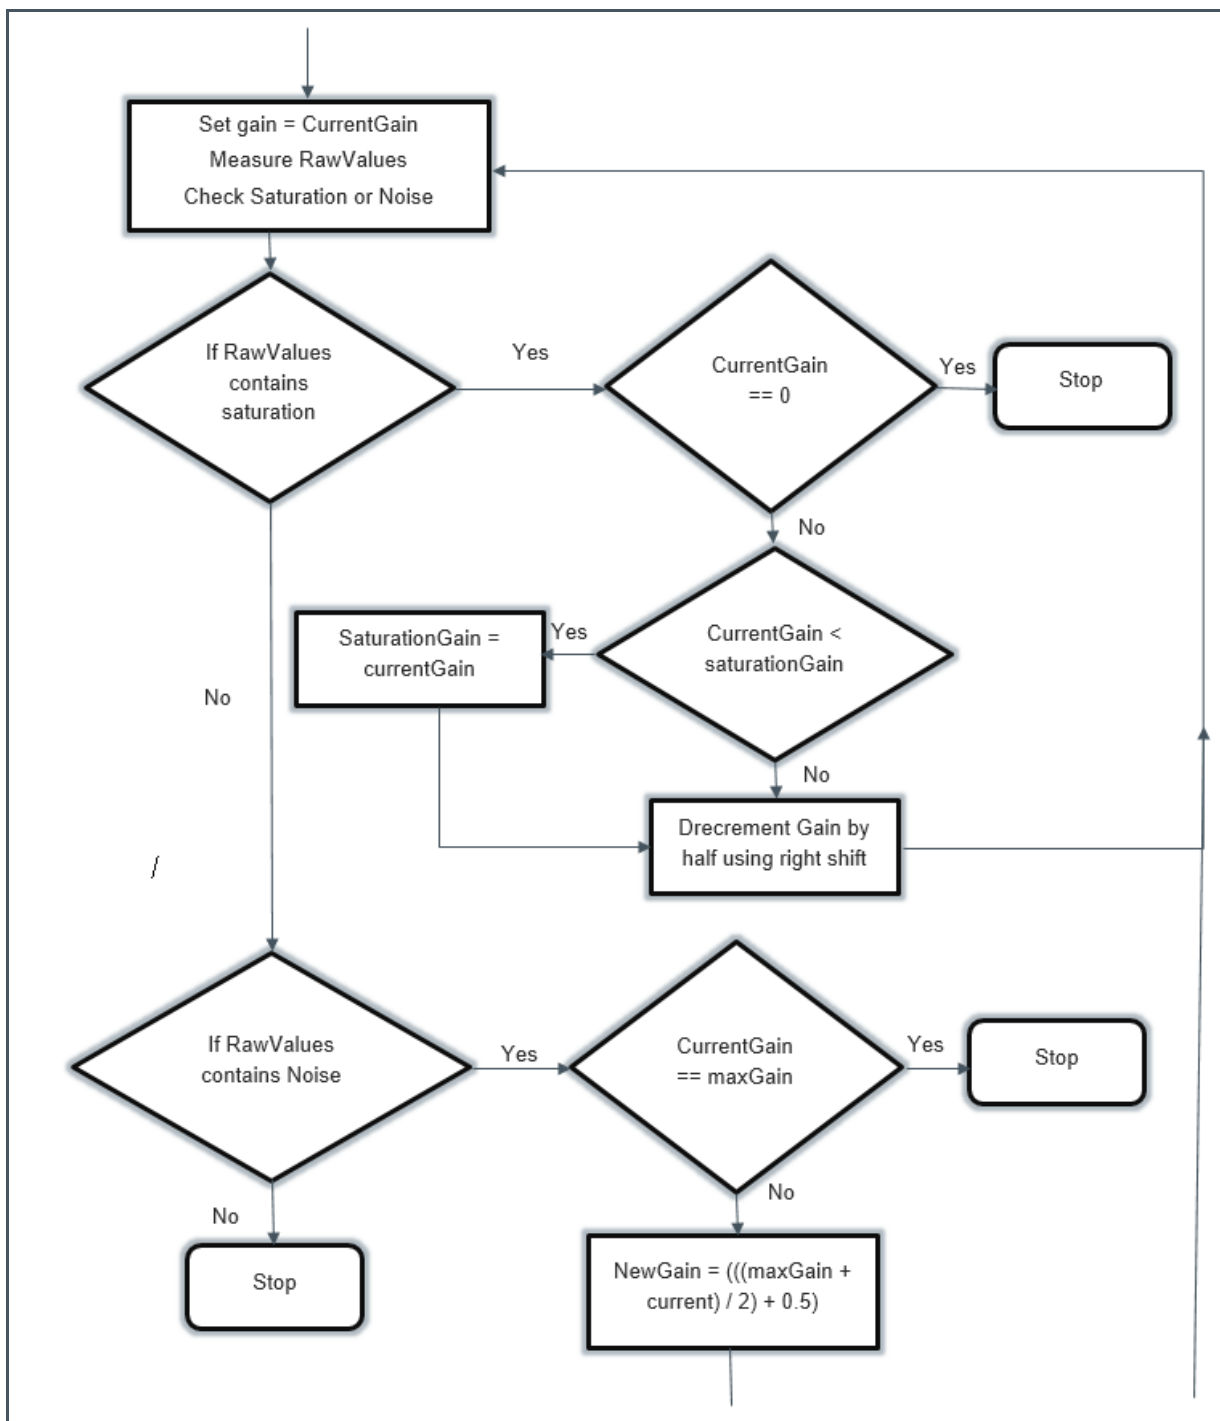 Set gain = CurrentGain
Measure RawValues
Check Saturation or Noise
If RawValues
contains
saturation
Yes
CurrentGain
== 0
Yes
Stop
No
CurrentGain <
saturationGain
Yes
SaturationGain =
currentGain
No
No
Drecrement Gain by
half using right shift
/
If RawValues
contains Noise
Yes
CurrentGain
== maxGain
Yes
Stop
No
No
Stop
NewGain = (((maxGain +
current) / 2) + 0.5)